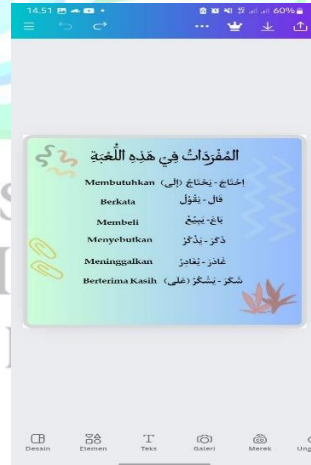 14.51 60%
المُفْرَدَاتُ فِيْ هَذِهِ اللُّعْبَةِ
Membutuhkan إِحْتَاجَ - يَحْتَاجُ (إِلَى)
Berkata قَالَ - يَقُوْلُ
Membeli بَاعَ - يَبِيْعُ
Menyebutkan ذَكَرَ - يَذْكُرُ
Meninggalkan غَادَرَ - يُغَادِرُ
Berterima Kasih شَكَرَ - يَشْكُرُ (عَلَى)
Desain Elemen Teks Galeri Merek Ung